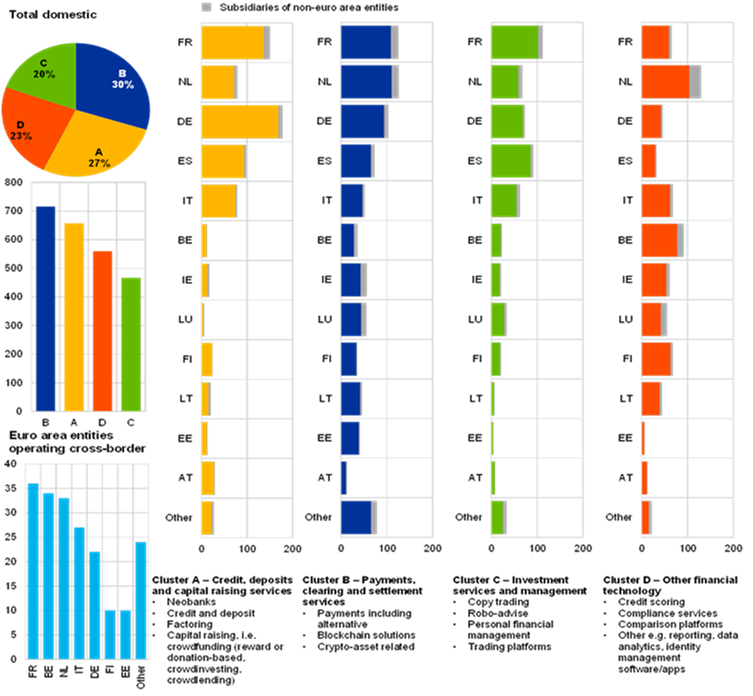 Total domestic
Subsidiaries of non-euro area entities
C
20%
B
30%
D
23%
A
27%
800
700
600
500
400
300
200
100
0
B A D C
Euro area entities
operating cross-border
40
35
30
25
20
15
10
5
0
FR BE NL IT DE FI EE Other
FR
NL
DE
ES
IT
BE
IE
LU
FI
LT
EE
AT
Other
0 100 200
FR
NL
DE
ES
IT
BE
IE
LU
FI
LT
EE
AT
Other
0 100 200
FR
NL
DE
ES
IT
BE
IE
LU
FI
LT
EE
AT
Other
0 100 200
FR
NL
DE
ES
IT
BE
IE
LU
FI
LT
EE
AT
Other
0 100 200
Cluster A – Credit, deposits
and capital raising services
• Neobanks
• Credit and deposit
• Factoring
• Capital raising, i.e.
crowdfunding (reward or
donation-based,
crowdinvesting,
crowdlending)
Cluster B – Payments,
clearing and settlement
services
• Payments including
alternative
• Blockchain solutions
• Crypto-asset related
Cluster C – Investment
services and management
• Copy trading
• Robo-advise
• Personal financial
management
• Trading platforms
Cluster D – Other financial
technology
• Credit scoring
• Compliance services
• Comparison platforms
• Other e.g. reporting, data
analytics, identity
management
software/apps